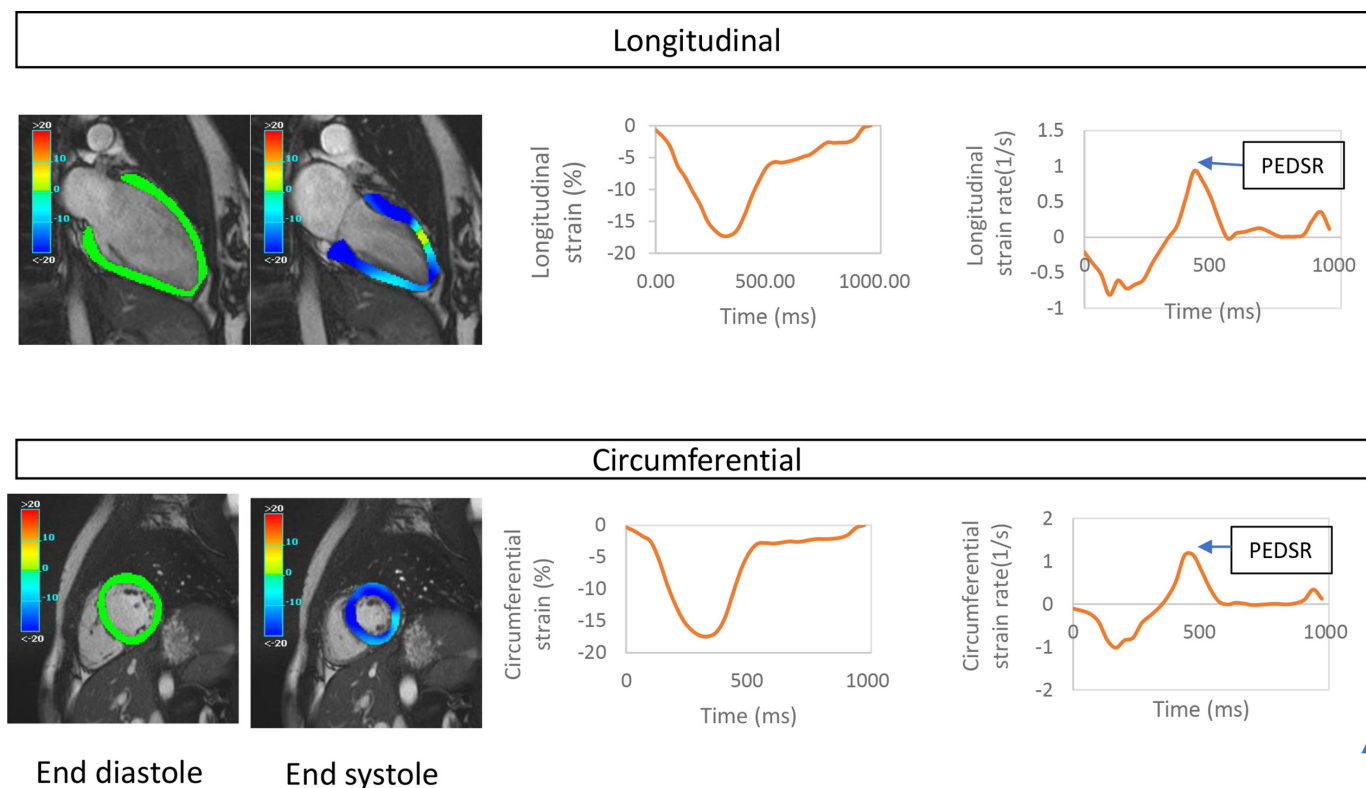 Longitudinal
>20
10
0
-10
<-20
>20
10
0
-10
<-20
Longitudinal
strain (%)
0
-5
-10
-15
-20
0.00
500.00
1000.00
Time (ms)
Longitudinal
strain rate(1/s)
1.5
1
0.5
0
-0.5
-1
0
500
1000
Time (ms)
PEDSR
Circumferential
>20
10
0
-10
<-20
>20
10
0
-10
<-20
Circumferential
strain (%)
0
-5
-10
-15
-20
0
500
1000
Time (ms)
Circumferential
strain rate(1/s)
2
1
0
-1
-2
0
500
1000
Time (ms)
PEDSR
End diastole
End systole